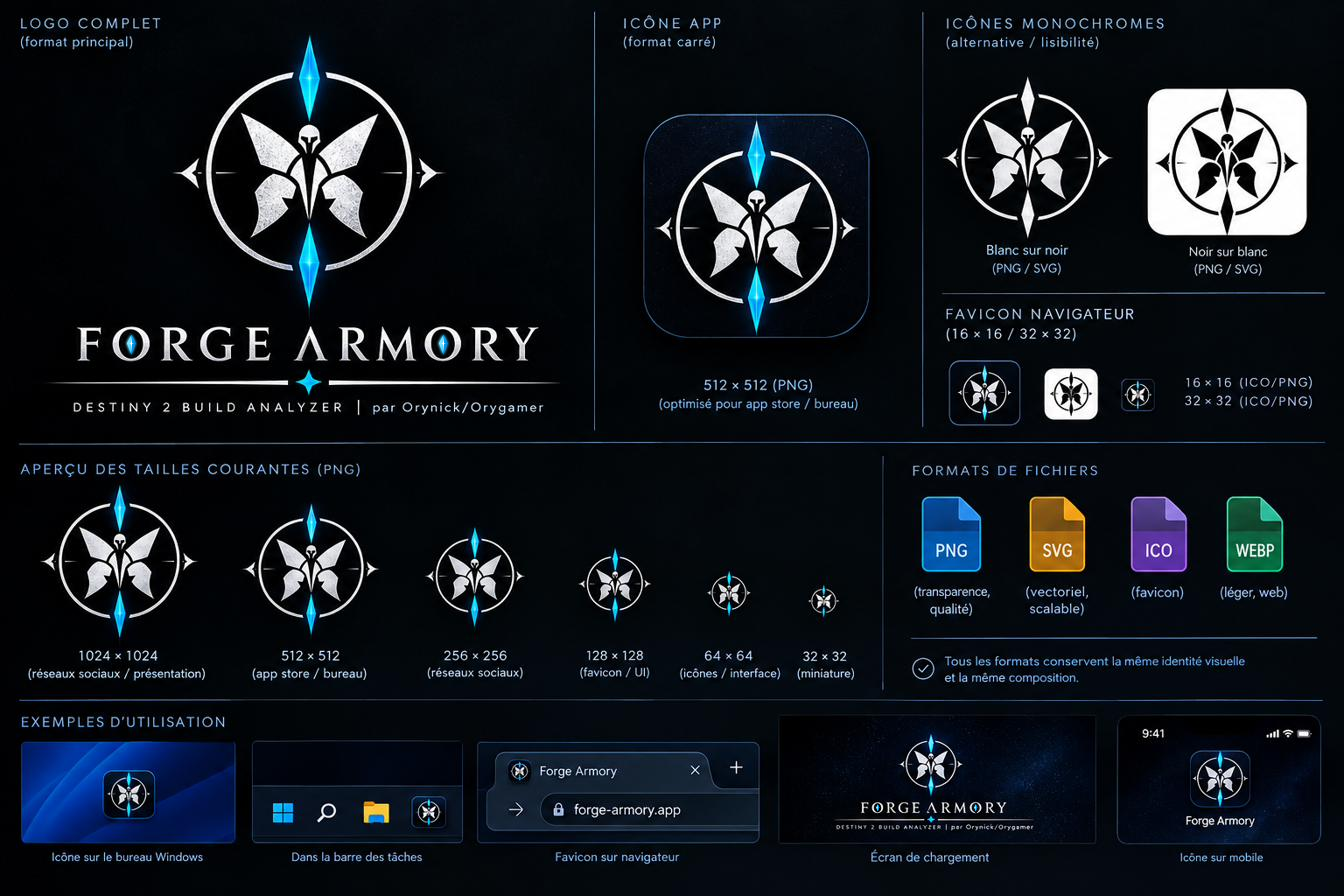 LOGO COMPLET
(format principal)
FORGE ARMORY
DESTINY 2 BUILD ANALYZER | par Orynick/Orygamer
ICÔNE APP
(format carré)
512 × 512 (PNG)
(optimisé pour app store / bureau)
ICÔNES MONOCHROMES
(alternative / lisibilité)
Blanc sur noir
(PNG / SVG)
Noir sur blanc
(PNG / SVG)
FAVICON NAVIGATEUR
(16 × 16 / 32 × 32)
16 × 16 (ICO/PNG)
32 × 32 (ICO/PNG)
APERÇU DES TAILLES COURANTES (PNG)
1024 × 1024
(réseaux sociaux / présentation)
512 × 512
(app store / bureau)
256 × 256
(réseaux sociaux)
128 × 128
(favicon / UI)
64 × 64
(icônes / interface)
32 × 32
(miniature)
FORMATS DE FICHIERS
PNG
(transparence,
qualité)
SVG
(vectoriel,
scalable)
ICO
(favicon)
WEBP
(léger, web)
Tous les formats conservent la même identité visuelle
et la même composition.
EXEMPLES D'UTILISATION
Icône sur le bureau Windows
Dans la barre des tâches
Forge Armory
forge-armory.app
Favicon sur navigateur
FORGE ARMORY
DESTINY 2 BUILD ANALYZER | par Orynick/Orygamer
Écran de chargement
9:41
Forge Armory
Icône sur mobile